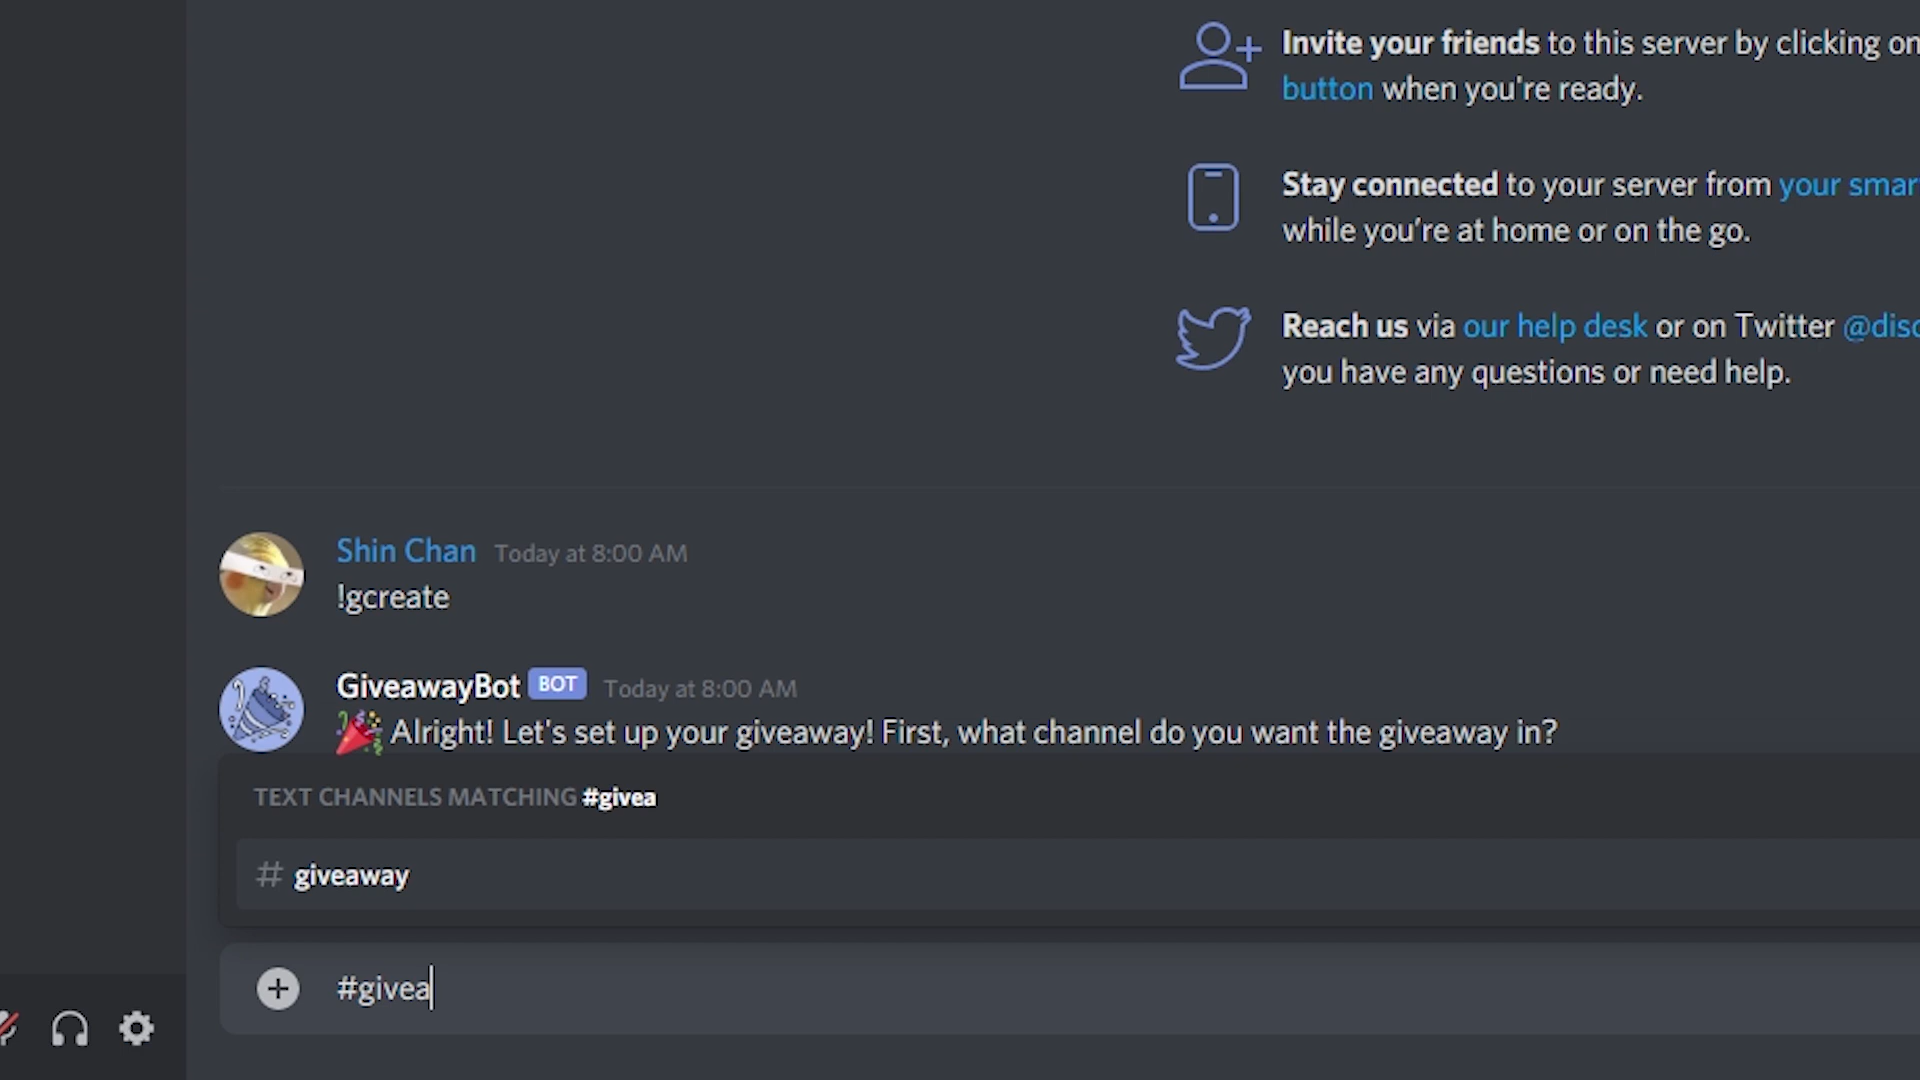 Invite your friends to this server by clicking on
button when you're ready.
Stay connected to your server from your smar
while you’re at home or on the go.
Reach us via our help desk or on Twitter @disc
you have any questions or need help.
Shin Chan Today at 8:00 AM
!gcreate
GiveawayBot BOT Today at 8:00 AM
Alright! Let's set up your giveaway! First, what channel do you want the giveaway in?
TEXT CHANNELS MATCHING #givea
# giveaway
#givea